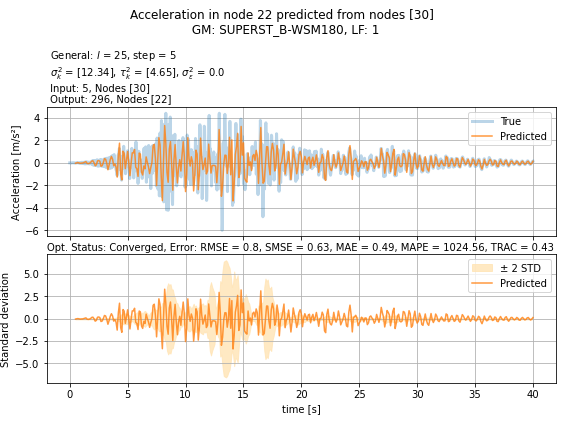 Acceleration in node 22 predicted from nodes [30]
GM: SUPERST_B-WSM180, LF: 1
General: l = 25, step = 5
σ²ₖ = [12.34], τ²ₖ = [4.65], σ²ε = 0.0
Input: 5, Nodes [30]
Output: 296, Nodes [22]
Acceleration [m/s²]
4
2
0
−2
−4
−6
True
Predicted
Opt. Status: Converged, Error: RMSE = 0.8, SMSE = 0.63, MAE = 0.49, MAPE = 1024.56, TRAC = 0.43
Standard deviation
5.0
2.5
0.0
−2.5
−5.0
± 2 STD
Predicted
0 5 10 15 20 25 30 35 40
time [s]